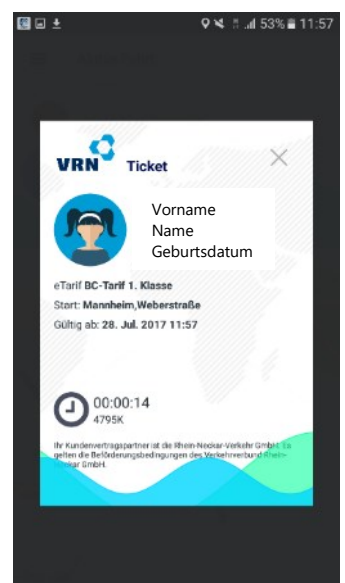 53% 11:57
VRN Ticket
Vorname
Name
Geburtsdatum
eTarif BC-Tarif 1. Klasse
Start: Mannheim,Weberstraße
Gültig ab: 28. Jul. 2017 11:57
00:00:14
4795K
Ihr Kundenvertragspartner ist die Rhein-Neckar-Verkehr GmbH. Es
gelten die Beförderungsbedingungen des Verkehrverbund Rhein-
Neckar GmbH.